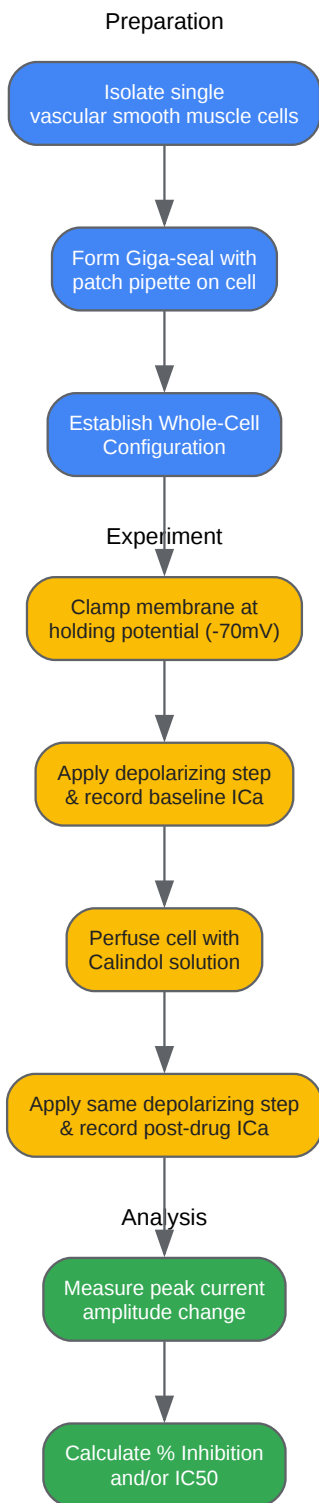 Preparation
Isolate single
vascular smooth muscle cells
Form Giga-seal with
patch pipette on cell
Establish Whole-Cell
Configuration
Experiment
Clamp membrane at
holding potential (-70mV)
Apply depolarizing step
& record baseline ICa
Perfuse cell with
Calindol solution
Apply same depolarizing step
& record post-drug ICa
Analysis
Measure peak current
amplitude change
Calculate % Inhibition
and/or IC50